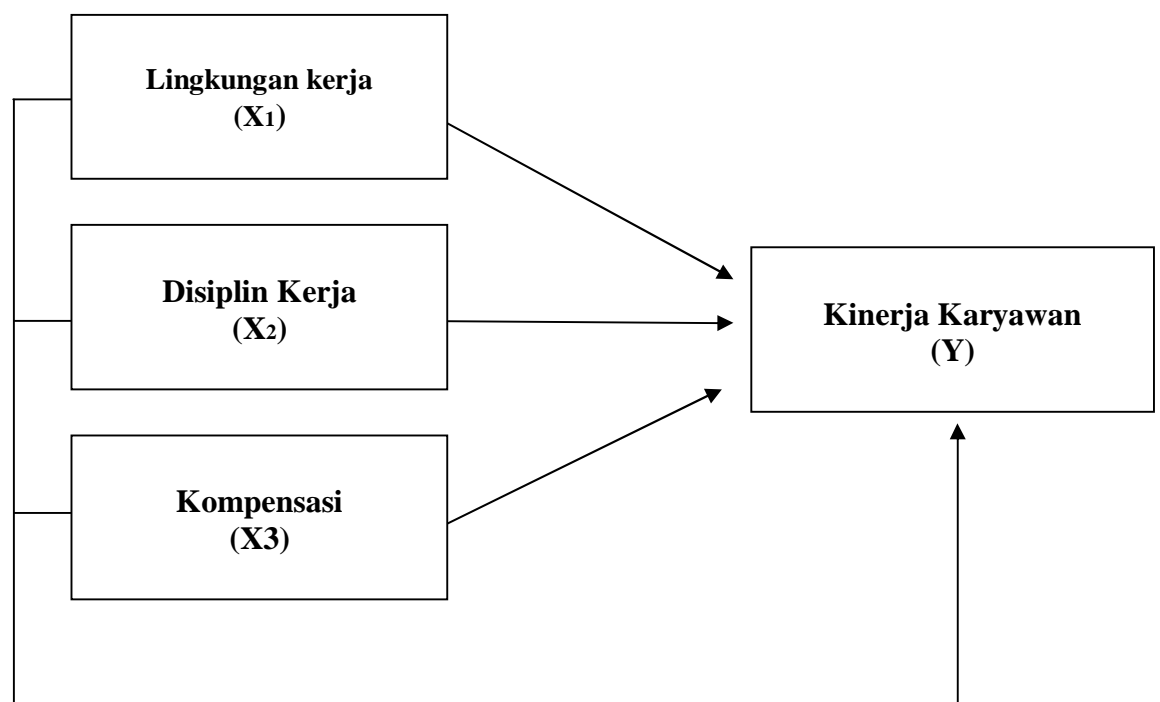 Lingkungan kerja
(X1)
Disiplin Kerja
(X2)
Kinerja Karyawan
(Y)
Kompensasi
(X3)